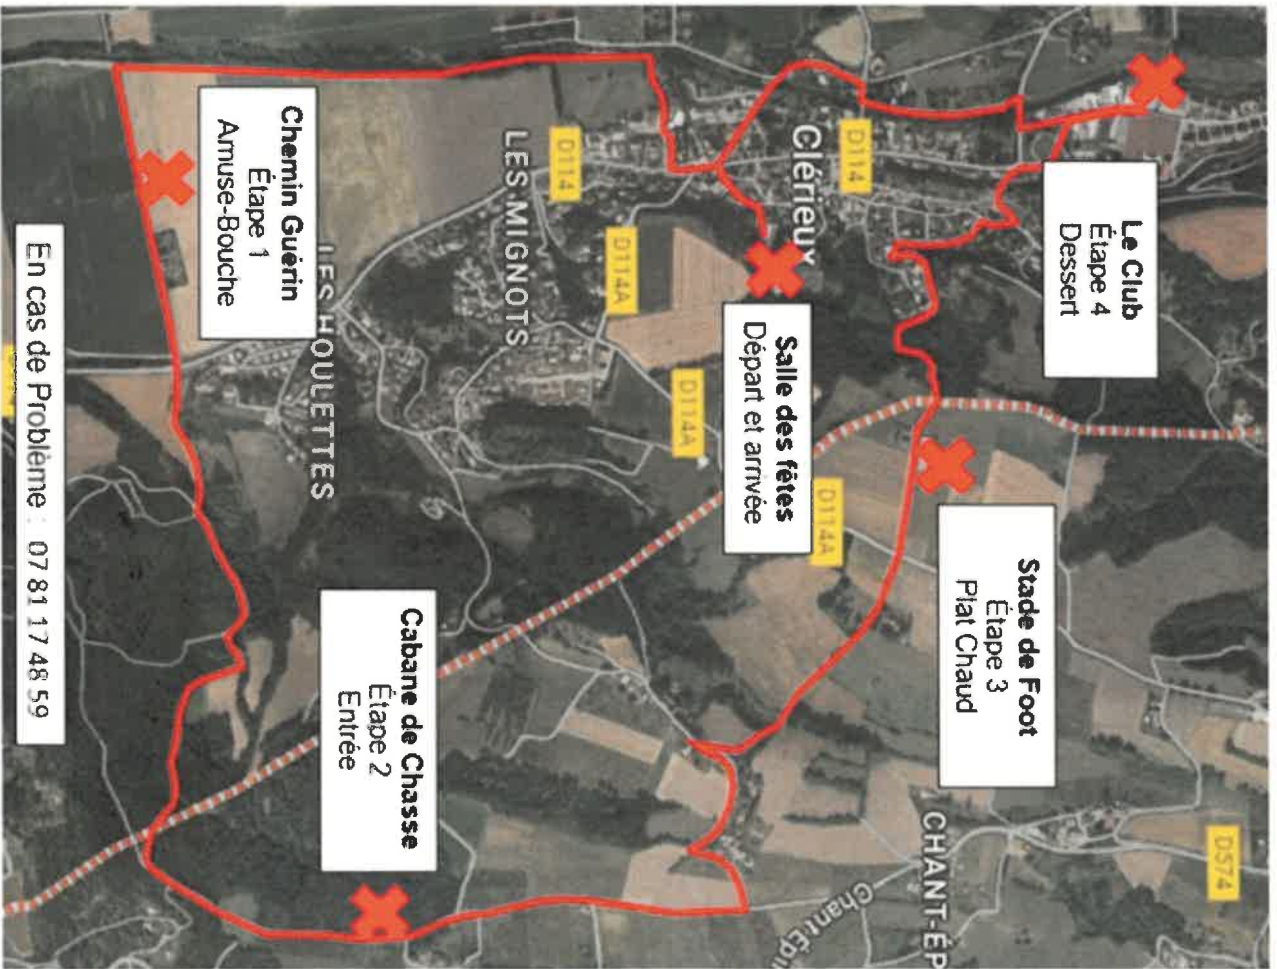 Le Club
Étape 4
Dessert
Stade de Foot
Étape 3
Plat Chaud
CHANT-ÉP
D574
Chant Épi
Clérieux
D114
Salle des fêtes
Départ et arrivée
D114A
D114A
D114A
D114
LES MIGNOTS
Cabane de Chasse
Étape 2
Entrée
LES HOULETTES
Chemin Guérin
Étape 1
Amuse-Bouche
En cas de Problème : 07 81 17 48 59